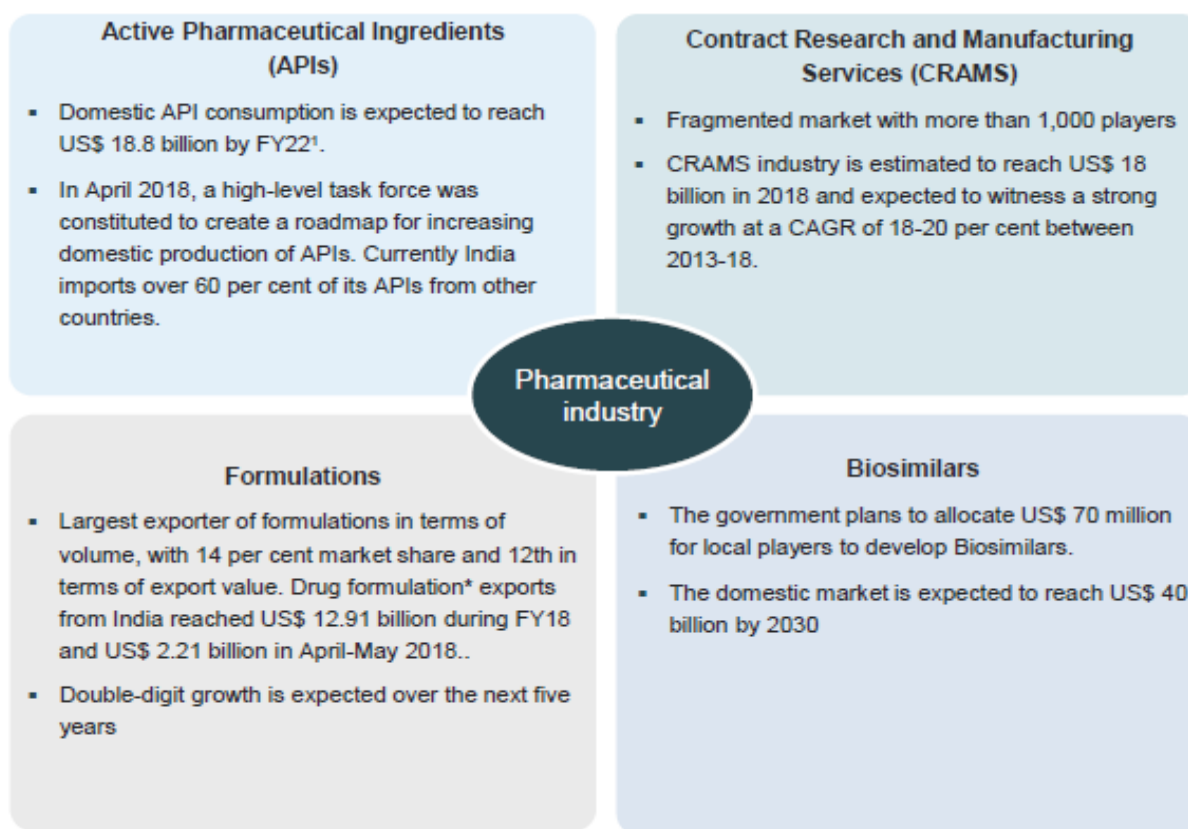 Active Pharmaceutical Ingredients
(APIs)
▪ Domestic API consumption is expected to reach
US$ 18.8 billion by FY22¹.
▪ In April 2018, a high-level task force was
constituted to create a roadmap for increasing
domestic production of APIs. Currently India
imports over 60 per cent of its APIs from other
countries.
Contract Research and Manufacturing
Services (CRAMS)
▪ Fragmented market with more than 1,000 players
▪ CRAMS industry is estimated to reach US$ 18
billion in 2018 and expected to witness a strong
growth at a CAGR of 18-20 per cent between
2013-18.
Pharmaceutical
industry
Formulations
▪ Largest exporter of formulations in terms of
volume, with 14 per cent market share and 12th in
terms of export value. Drug formulation* exports
from India reached US$ 12.91 billion during FY18
and US$ 2.21 billion in April-May 2018..
▪ Double-digit growth is expected over the next five
years
Biosimilars
▪ The government plans to allocate US$ 70 million
for local players to develop Biosimilars.
▪ The domestic market is expected to reach US$ 40
billion by 2030